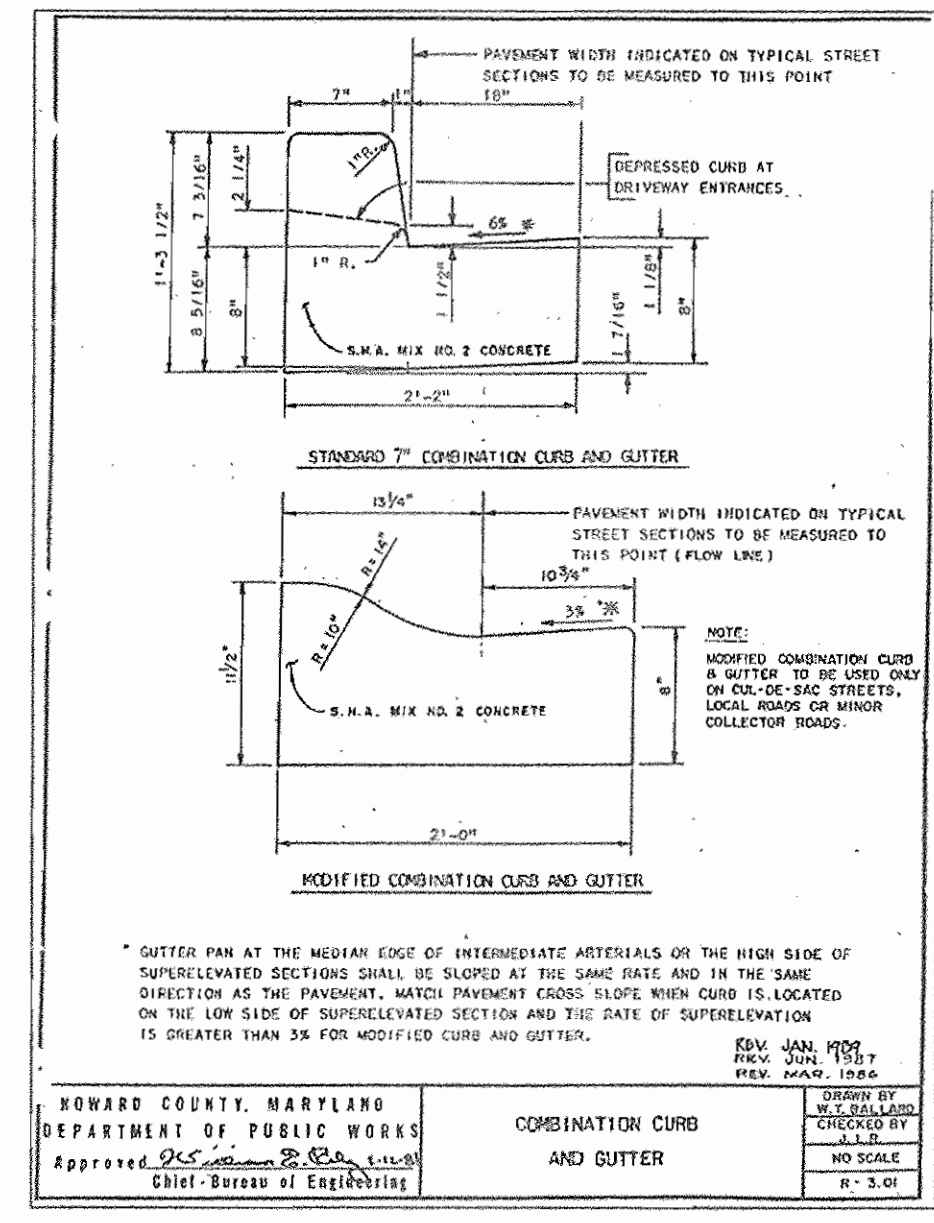 PAVEMENT WIDTH INDICATED ON TYPICAL STREET
SECTIONS TO BE MEASURED TO THIS POINT
7" 1" 18"
1"R.
DEPRESSED CURB AT
DRIVEWAY ENTRANCES
1'-3 1/2"
7 3/16"
2 1/4"
6% *
1" R.
8 5/16"
8"
1 1/2"
1 1/8"
8"
1 7/16"
S.H.A. MIX NO. 2 CONCRETE
2'-2"
STANDARD 7" COMBINATION CURB AND GUTTER
13 1/4"
PAVEMENT WIDTH INDICATED ON TYPICAL
STREET SECTIONS TO BE MEASURED TO
THIS POINT (FLOW LINE)
R = 14"
R = 10"
10 3/4"
3% *
11 1/2"
8"
S.H.A. MIX NO. 2 CONCRETE
NOTE:
MODIFIED COMBINATION CURB
& GUTTER TO BE USED ONLY
ON CUL-DE-SAC STREETS,
LOCAL ROADS OR MINOR
COLLECTOR ROADS.
2'-0"
MODIFIED COMBINATION CURB AND GUTTER
* GUTTER PAN AT THE MEDIAN EDGE OF INTERMEDIATE ARTERIALS OR THE HIGH SIDE OF
SUPERELEVATED SECTIONS SHALL BE SLOPED AT THE SAME RATE AND IN THE SAME
DIRECTION AS THE PAVEMENT. MATCH PAVEMENT CROSS SLOPE WHEN CURB IS LOCATED
ON THE LOW SIDE OF SUPERELEVATED SECTION AND THE RATE OF SUPERELEVATION
IS GREATER THAN 3% FOR MODIFIED CURB AND GUTTER.
REV. JAN. 1989
REV. JUN. 1987
REV. MAR. 1986
HOWARD COUNTY, MARYLAND
DEPARTMENT OF PUBLIC WORKS
Approved
Chief - Bureau of Engineering
COMBINATION CURB
AND GUTTER
DRAWN BY
W.T. BALLARD
CHECKED BY
J.L.R.
NO SCALE
R - 3.01